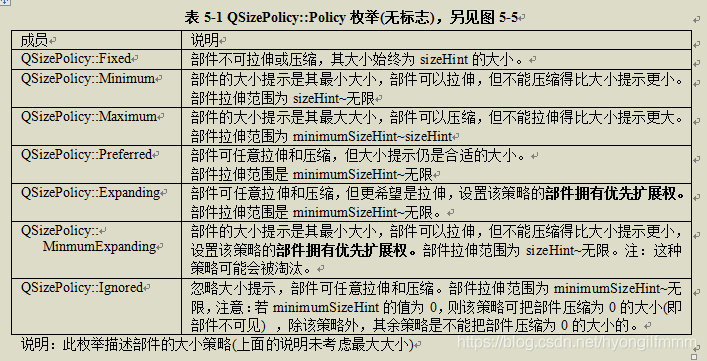 表 5-1 QSizePolicy::Policy 枚举(无标志)，另见图 5-5
成员 说明
QSizePolicy::Fixed 部件不可拉伸或压缩，其大小始终为 sizeHint 的大小。
QSizePolicy::Minimum 部件的大小提示是其最小大小，部件可以拉伸，但不能压缩得比大小提示更小。
部件拉伸范围为 sizeHint~无限
QSizePolicy::Maximum 部件的大小提示是其最大大小，部件可以压缩，但不能拉伸得比大小提示更大。
部件拉伸范围为 minimumSizeHint~sizeHint
QSizePolicy::Preferred 部件可任意拉伸和压缩，但大小提示仍是合适的大小。
部件拉伸范围是 minimumSizeHint~无限
QSizePolicy::Expanding 部件可任意拉伸和压缩，但更希望是拉伸，设置该策略的部件拥有优先扩展权。
部件拉伸范围是 minimumSizeHint~无限。
QSizePolicy:: 部件的大小提示是其最小大小，部件可以拉伸，但不能压缩得比大小提示更小，
MinmumExpanding 设置该策略的部件拥有优先扩展权。部件拉伸范围为 sizeHint~无限。注：这种
策略可能会被淘汰。
QSizePolicy::Ignored 忽略大小提示，部件可任意拉伸和压缩。部件拉伸范围为 minimumSizeHint~无
限，注意：若 minimumSizeHint 的值为 0，则该策略可把部件压缩为 0 的大小(即
部件不可见) ，除该策略外，其余策略是不能把部件压缩为 0 的大小的。
说明：此枚举描述部件的大小策略(上面的说明未考虑最大大小)
https://blog.csdn.net/hyongilfmmm